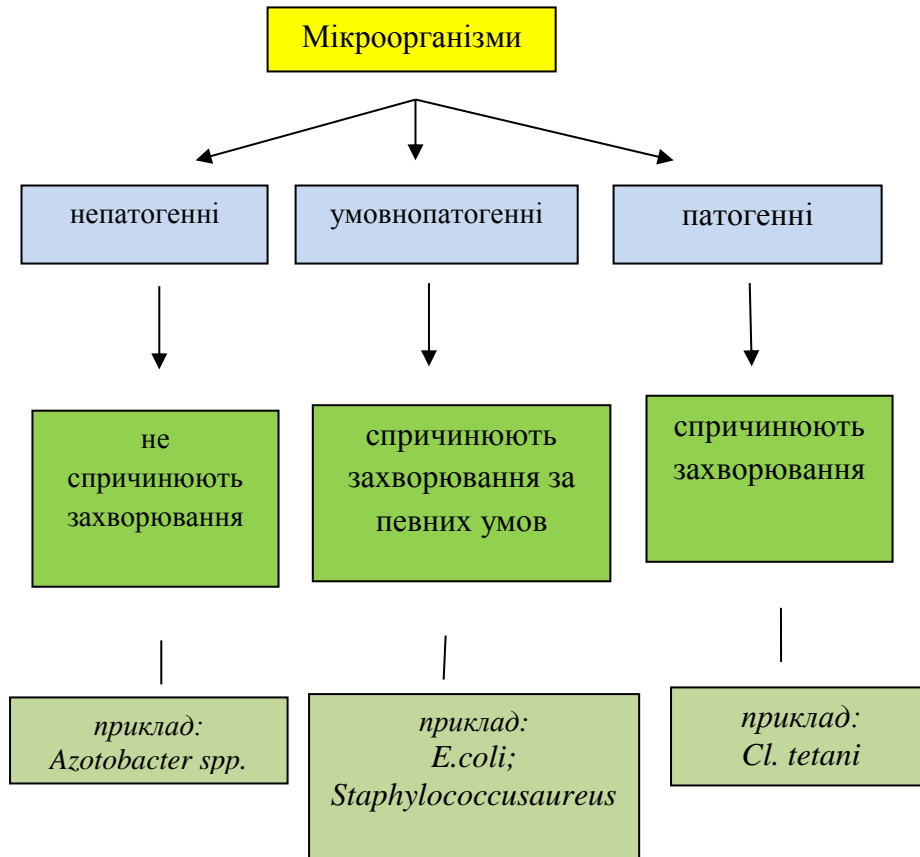 Мікроорганізми
непатогенні
умовнопатогенні
патогенні
не
спричинюють
захворювання
спричинюють
захворювання за
певних умов
спричинюють
захворювання
приклад:
Azotobacter spp.
приклад:
E.coli;
Staphylococcusaureus
приклад:
Cl. tetani